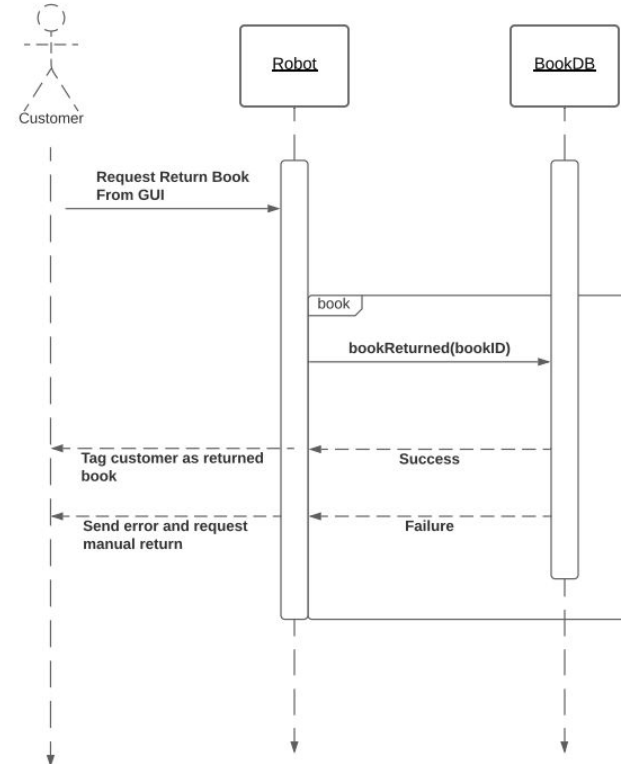 Robot
BookDB
Customer
Request Return Book
From GUI
book
bookReturned(bookID)
Tag customer as returned
book
Success
Send error and request
manual return
Failure